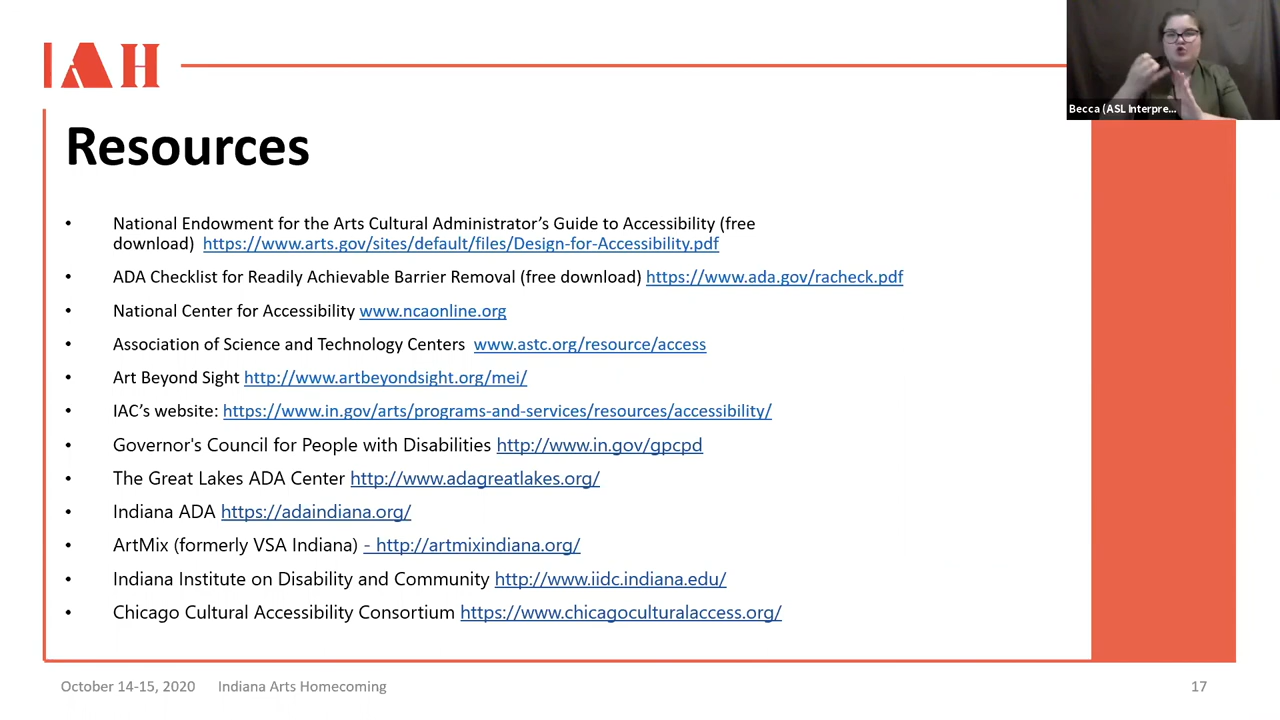 IAH
Becca (ASL Interpre...
Resources
• National Endowment for the Arts Cultural Administrator’s Guide to Accessibility (free
download) https://www.arts.gov/sites/default/files/Design-for-Accessibility.pdf
• ADA Checklist for Readily Achievable Barrier Removal (free download) https://www.ada.gov/racheck.pdf
• National Center for Accessibility www.ncaonline.org
• Association of Science and Technology Centers www.astc.org/resource/access
• Art Beyond Sight http://www.artbeyondsight.org/mei/
• IAC’s website: https://www.in.gov/arts/programs-and-services/resources/accessibility/
• Governor's Council for People with Disabilities http://www.in.gov/gpcpd
• The Great Lakes ADA Center http://www.adagreatlakes.org/
• Indiana ADA https://adaindiana.org/
• ArtMix (formerly VSA Indiana) - http://artmixindiana.org/
• Indiana Institute on Disability and Community http://www.iidc.indiana.edu/
• Chicago Cultural Accessibility Consortium https://www.chicagoculturalaccess.org/
October 14-15, 2020 Indiana Arts Homecoming 17